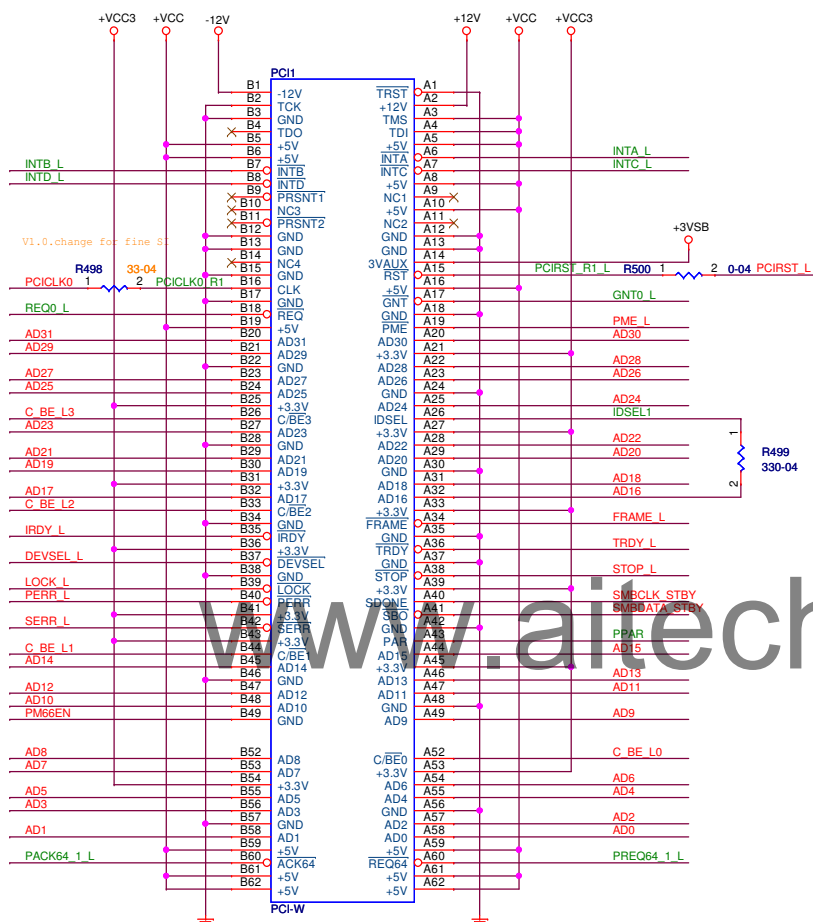 +VCC3 +VCC -12V +12V +VCC +VCC3
PCI1
B1 -12V TRST A1
B2 TCK +12V A2
B3 GND TMS A3
B4 TDO TDI A4
B5 +5V +5V A5
B6 +5V INTA A6 INTA_L
INTB_L B7 INTB INTC A7 INTC_L
INTD_L B8 INTD +5V A8
B9 PRSNT1 NC1 A9
B10 NC3 +5V A10
B11 PRSNT2 NC2 A11
B12 GND GND A12 +3VSB
B13 GND GND A13
V1.0.change for fine SI
B14 NC4 3VAUX A14
B15 GND RST A15 PCIRST_R1_L R500 1 2 0-04 PCIRST_L
PCICLK0 R498 1 2 33-04 PCICLK0_R1 B16 CLK +5V A16
B17 GND GNT A17 GNT0_L
REQ0_L B18 REQ GND A18
B19 +5V PME A19 PME_L
AD31 B20 AD31 AD30 A20 AD30
AD29 B21 AD29 +3.3V A21
B22 GND AD28 A22 AD28
AD27 B23 AD27 AD26 A23 AD26
AD25 B24 AD25 GND A24
B25 +3.3V AD24 A25 AD24
C_BE_L3 B26 C/BE3 IDSEL A26 IDSEL1
AD23 B27 AD23 +3.3V A27 1
B28 GND AD22 A28 AD22
AD21 B29 AD21 AD20 A29 AD20 R499
AD19 B30 AD19 GND A30 330-04
B31 +3.3V AD18 A31 AD18 2
AD17 B32 AD17 AD16 A32 AD16
C_BE_L2 B33 C/BE2 +3.3V A33
B34 GND FRAME A34 FRAME_L
IRDY_L B35 IRDY GND A35
B36 +3.3V TRDY A36 TRDY_L
DEVSEL_L B37 DEVSEL GND A37
B38 GND STOP A38 STOP_L
LOCK_L B39 LOCK +3.3V A39
PERR_L B40 PERR SDONE A40 SMBCLK_STBY
B41 +3.3V SBO A41 SMBDATA_STBY
SERR_L B42 SERR GND A42
B43 +3.3V PAR A43 PPAR
C_BE_L1 B44 C/BE1 AD15 A44 AD15
AD14 B45 AD14 +3.3V A45
B46 GND AD13 A46 AD13
AD12 B47 AD12 AD11 A47 AD11
AD10 B48 AD10 GND A48
PM66EN B49 GND AD9 A49 AD9
AD8 B52 AD8 C/BE0 A52 C_BE_L0
AD7 B53 AD7 +3.3V A53
B54 +3.3V AD6 A54 AD6
AD5 B55 AD5 AD4 A55 AD4
AD3 B56 AD3 GND A56
B57 GND AD2 A57 AD2
AD1 B58 AD1 AD0 A58 AD0
B59 +5V +5V A59
PACK64_1_L B60 ACK64 REQ64 A60 PREQ64_1_L
B61 +5V +5V A61
B62 +5V +5V A62
PCI-W
www.aitech